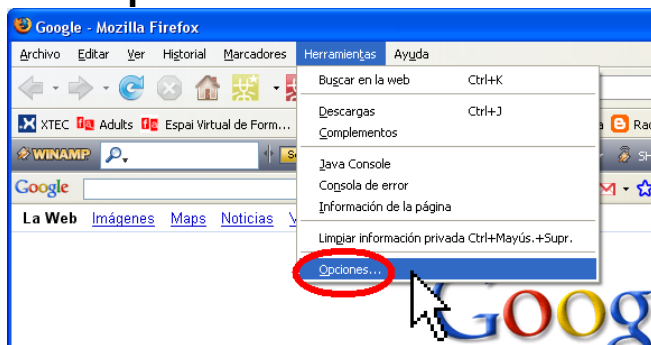 Google - Mozilla Firefox
Archivo Editar Ver Historial Marcadores Herramientas Ayuda
Buscar en la web Ctrl+K
Descargas Ctrl+J
Complementos
XTEC Adults Espai Virtual de Form...
Java Console
WINAMP
Consola de error
Google
Información de la página
La Web Imágenes Maps Noticias
Limpiar información privada Ctrl+Mayús.+Supr.
Opciones...
Goog